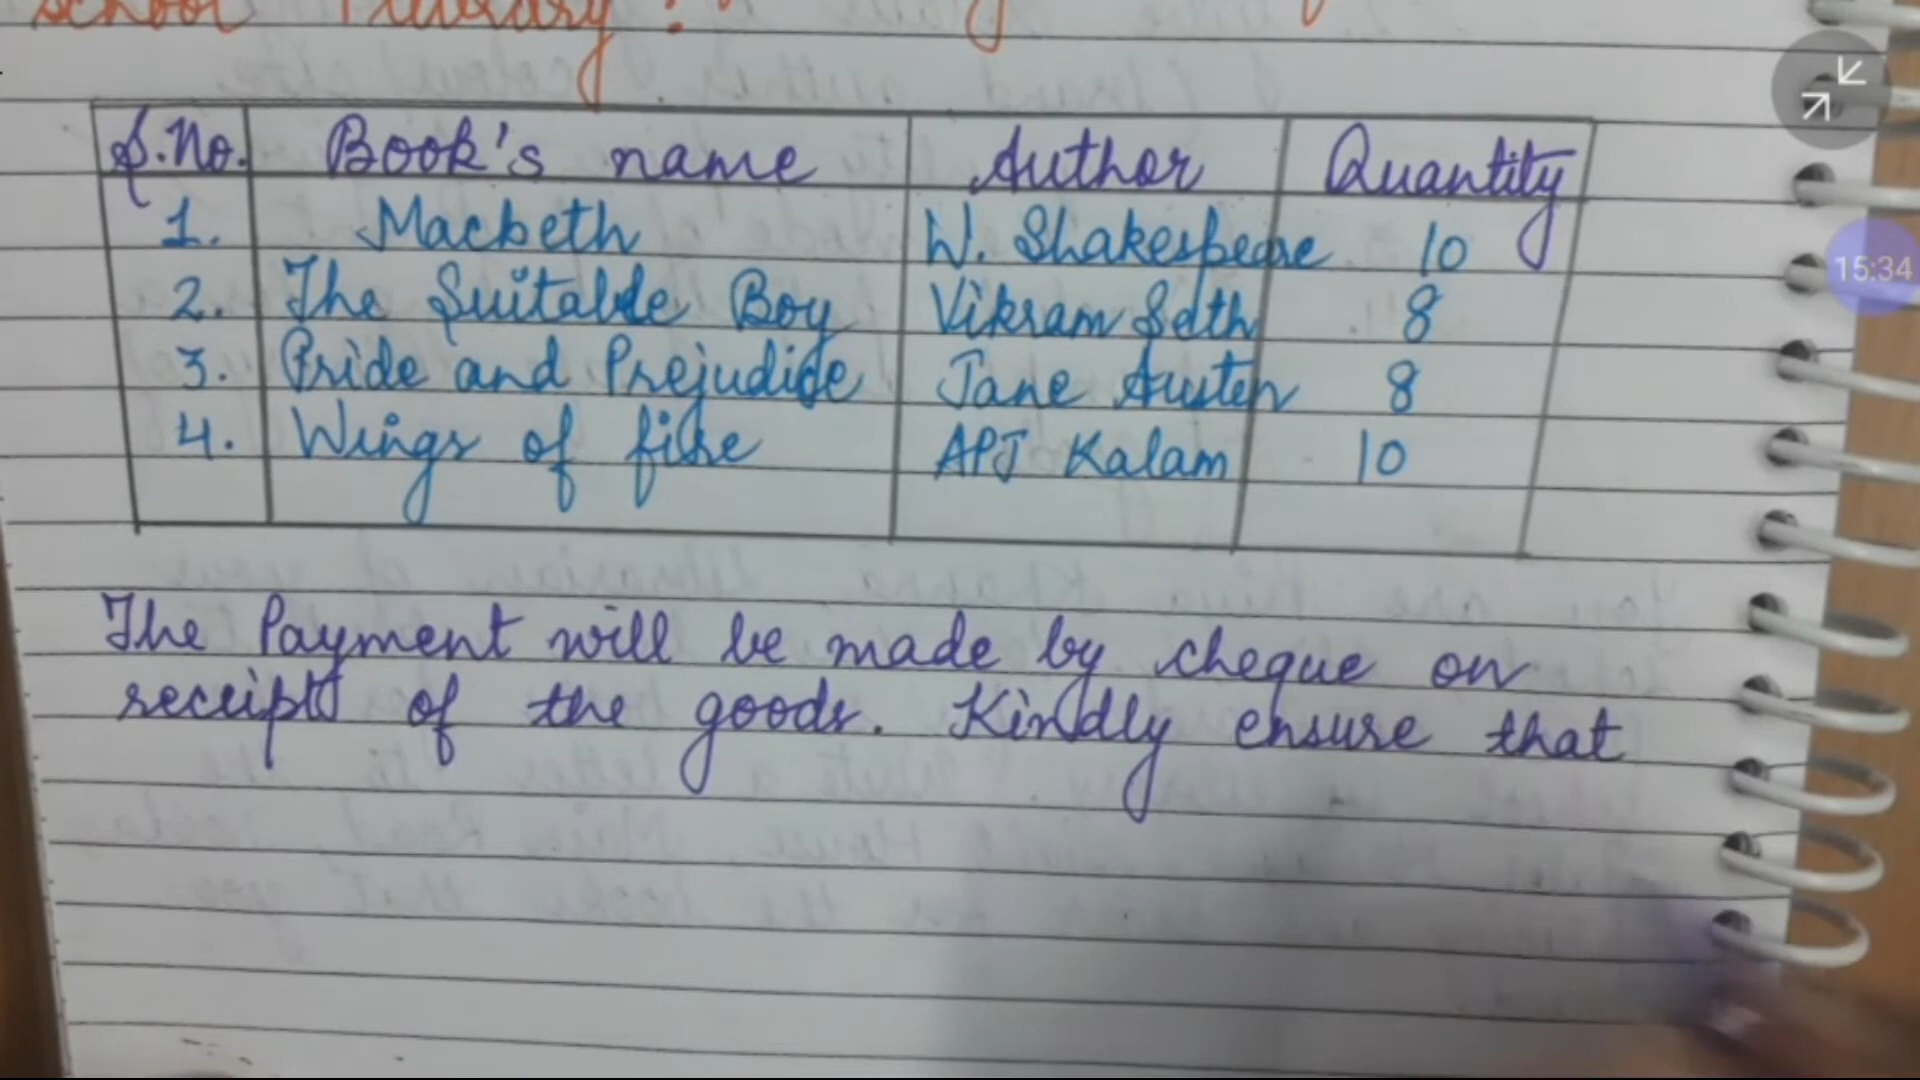 school library:
S.No. Book's name Author Quantity
1. Macbeth W. Shakespeare 10
2. The Suitable Boy Vikram Seth 8
3. Pride and Prejudice Jane Austen 8
4. Wings of fire APJ Kalam 10
The Payment will be made by cheque on
receipt of the goods. Kindly ensure that
15:34